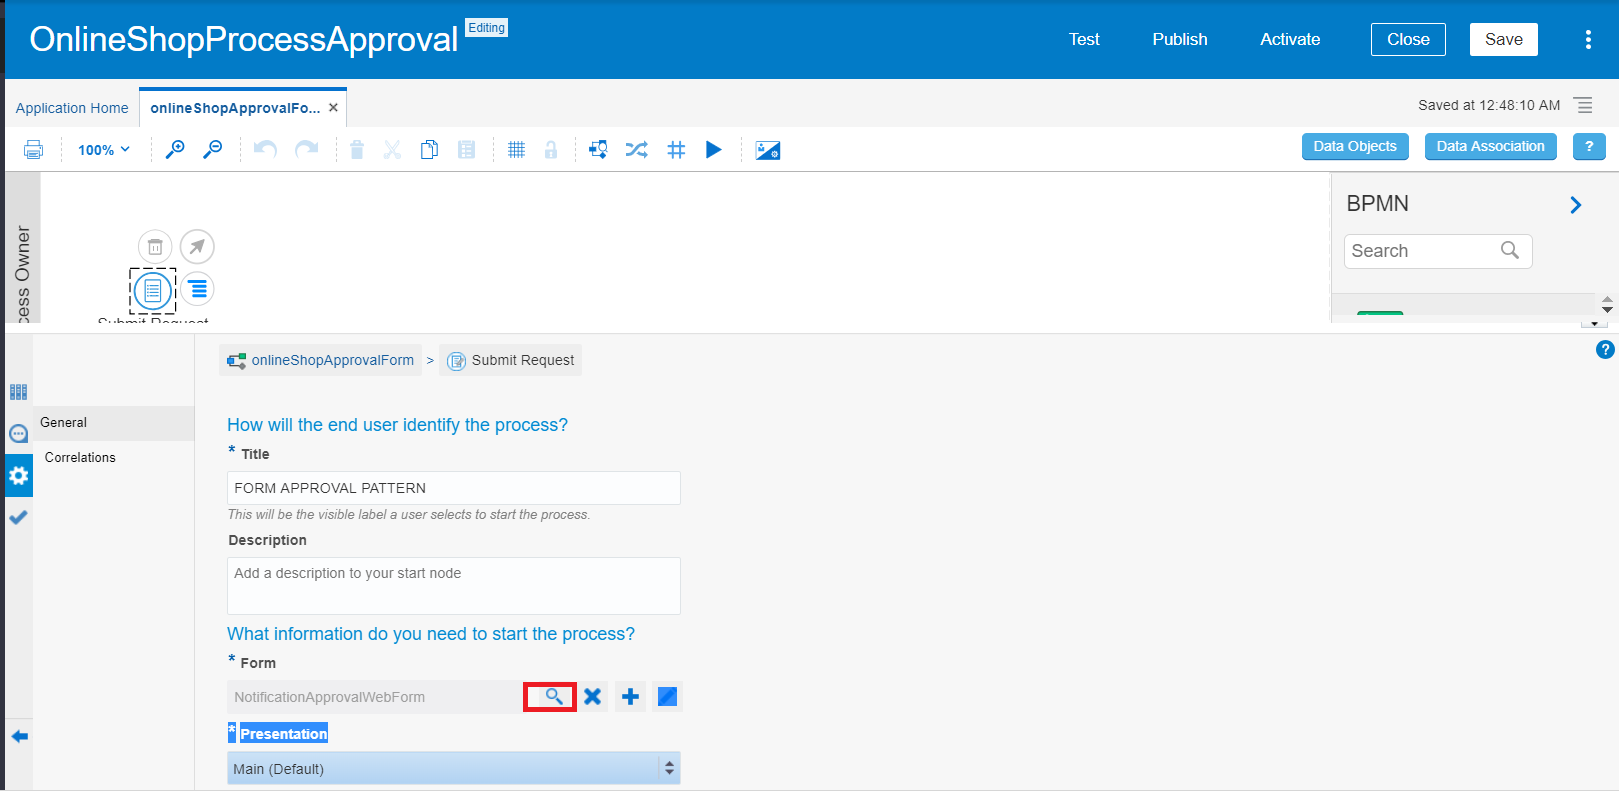 OnlineShopProcessApproval Editing Test Publish Activate Close Save
Application Home onlineShopApprovalFo... × Saved at 12:48:10 AM
100% Data Objects Data Association ?
BPMN
Search
cess Owner
Submit Request
onlineShopApprovalForm > Submit Request ?
General
Correlations
How will the end user identify the process?
* Title
FORM APPROVAL PATTERN
This will be the visible label a user selects to start the process.
Description
Add a description to your start node
What information do you need to start the process?
* Form
NotificationApprovalWebForm
* Presentation
Main (Default)